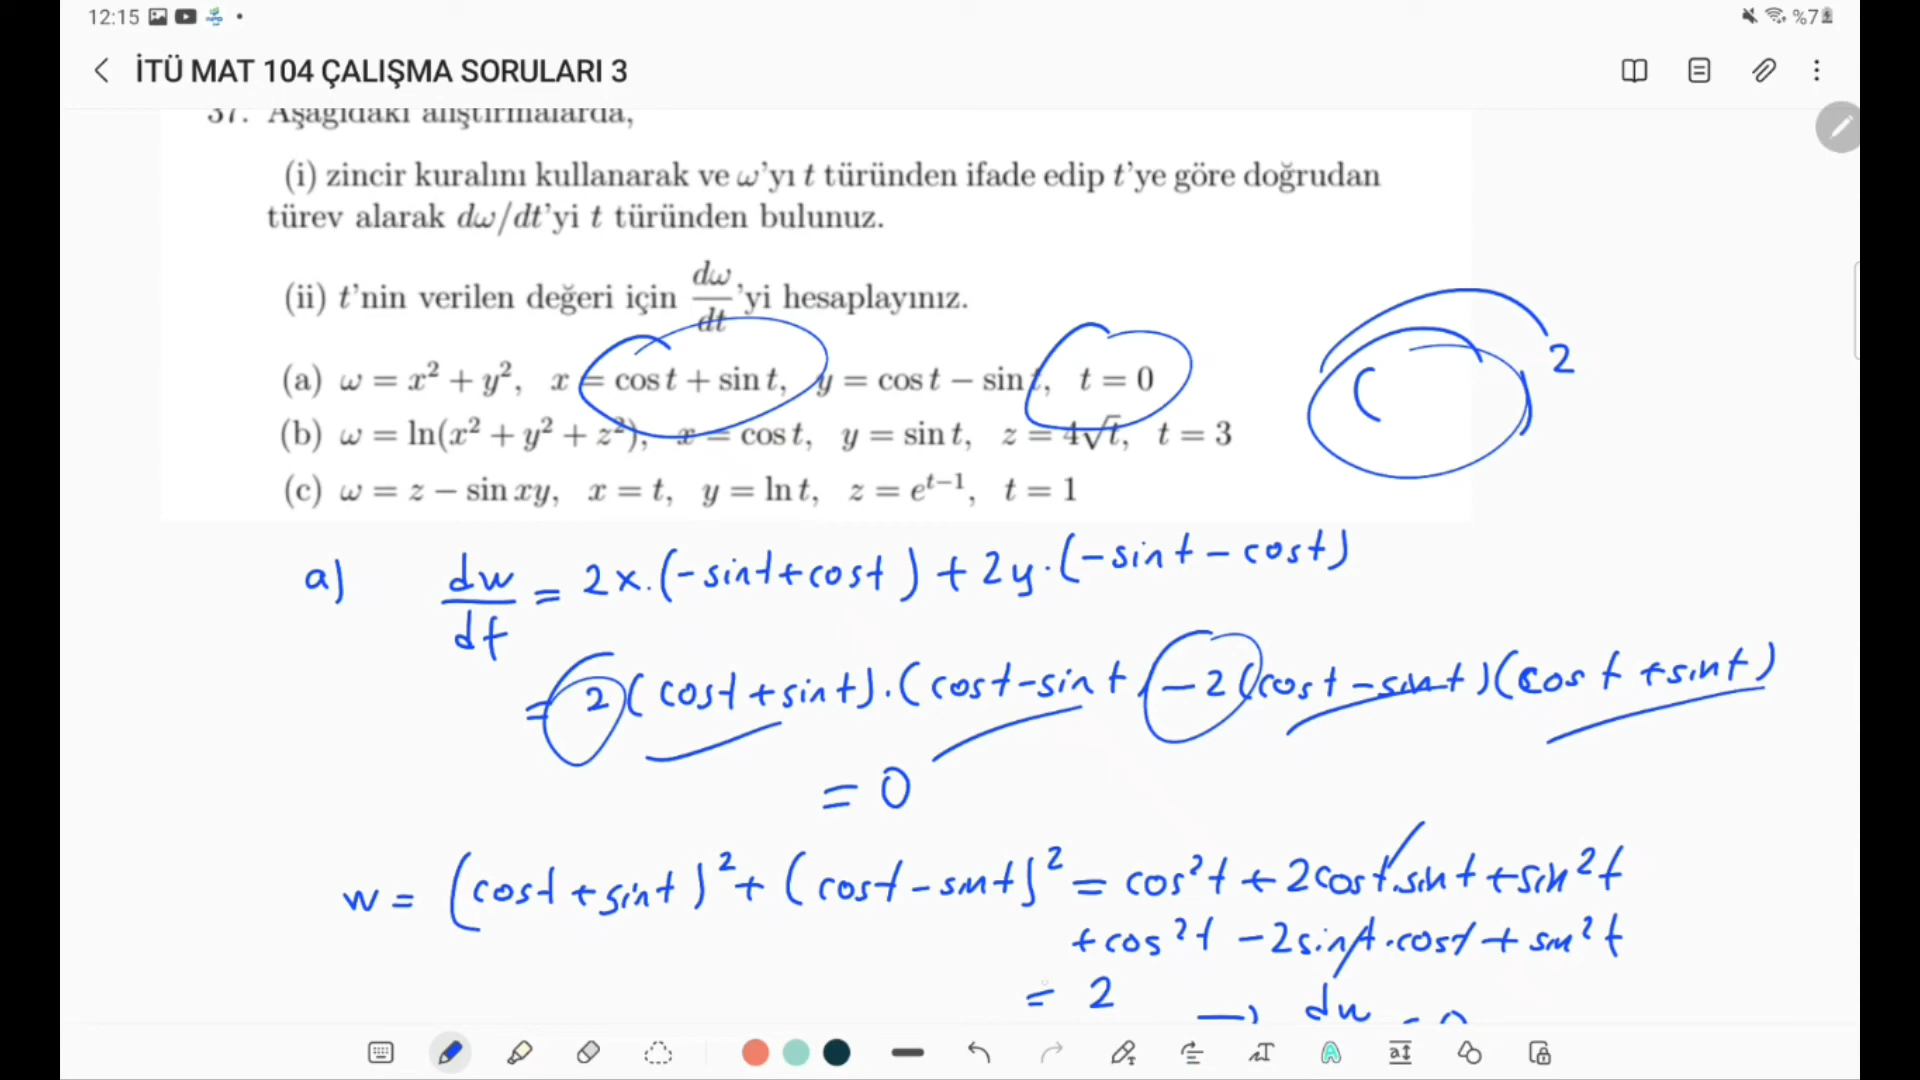 12:15 %7
İTÜ MAT 104 ÇALIŞMA SORULARI 3
37. Aşağıdaki alıştırmalarda,
(i) zincir kuralını kullanarak ve ω'yı t türünden ifade edip t'ye göre doğrudan
türev alarak dω/dt'yi t türünden bulunuz.
(ii) t'nin verilen değeri için dω/dt 'yi hesaplayınız.
(a) ω = x² + y², x = cos t + sin t, y = cos t − sin t, t = 0
(b) ω = ln(x² + y² + z²), x = cos t, y = sin t, z = 4√t, t = 3
(c) ω = z − sin xy, x = t, y = ln t, z = e^{t−1}, t = 1
( )²
a) dw/dt = 2x.(-sint+cost) + 2y.(-sint-cost)
= 2(cost+sint).(cost-sint) -2(cost-sint)(cost+sint)
= 0
w = (cost+sint)² + (cost-sint)² = cos²t + 2cost.sint + sin²t
+ cos²t - 2sint.cost + sin²t
= 2 → dw = 0